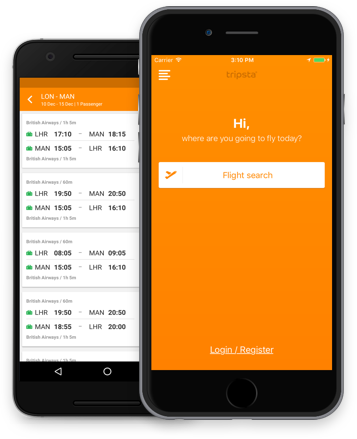 LON - MAN
10 Dec - 15 Dec | 1 Passenger
British Airways / 1h 5m
LHR 17:10 - MAN 18:15
MAN 15:05 - LHR 16:10
British Airways / 1h 5m
British Airways / 60m
LHR 19:50 - MAN 20:50
MAN 15:05 - LHR 16:10
British Airways / 1h 5m
British Airways / 60m
LHR 08:05 - MAN 09:05
MAN 15:05 - LHR 16:10
British Airways / 1h 5m
British Airways / 60m
LHR 19:50 - MAN 20:50
MAN 18:55 - LHR 20:00
British Airways / 1h 5m
Carrier 3:10 PM
tripsta
Hi,
where are you going to fly today?
Flight search
Login / Register